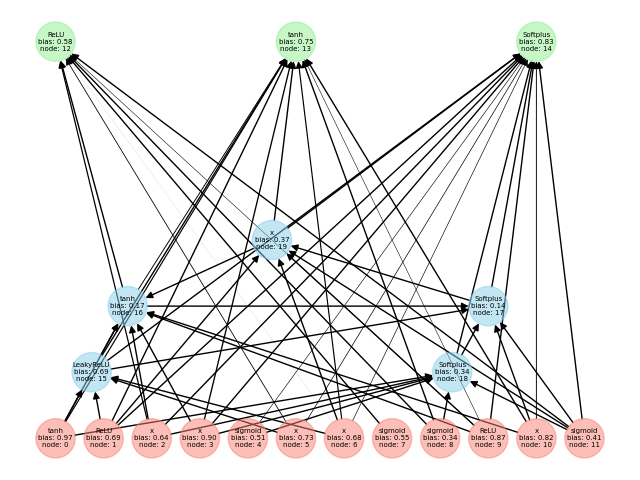 ReLU
bias: 0.58
node: 12
tanh
bias: 0.75
node: 13
Softplus
bias: 0.83
node: 14
x
bias: 0.37
node: 19
tanh
bias: 0.17
node: 16
Softplus
bias: 0.14
node: 17
LeakyReLU
bias: 0.69
node: 15
Softplus
bias: 0.34
node: 18
tanh
bias: 0.97
node: 0
ReLU
bias: 0.69
node: 1
x
bias: 0.64
node: 2
x
bias: 0.90
node: 3
sigmoid
bias: 0.51
node: 4
x
bias: 0.73
node: 5
x
bias: 0.68
node: 6
sigmoid
bias: 0.55
node: 7
sigmoid
bias: 0.34
node: 8
ReLU
bias: 0.87
node: 9
x
bias: 0.82
node: 10
sigmoid
bias: 0.41
node: 11